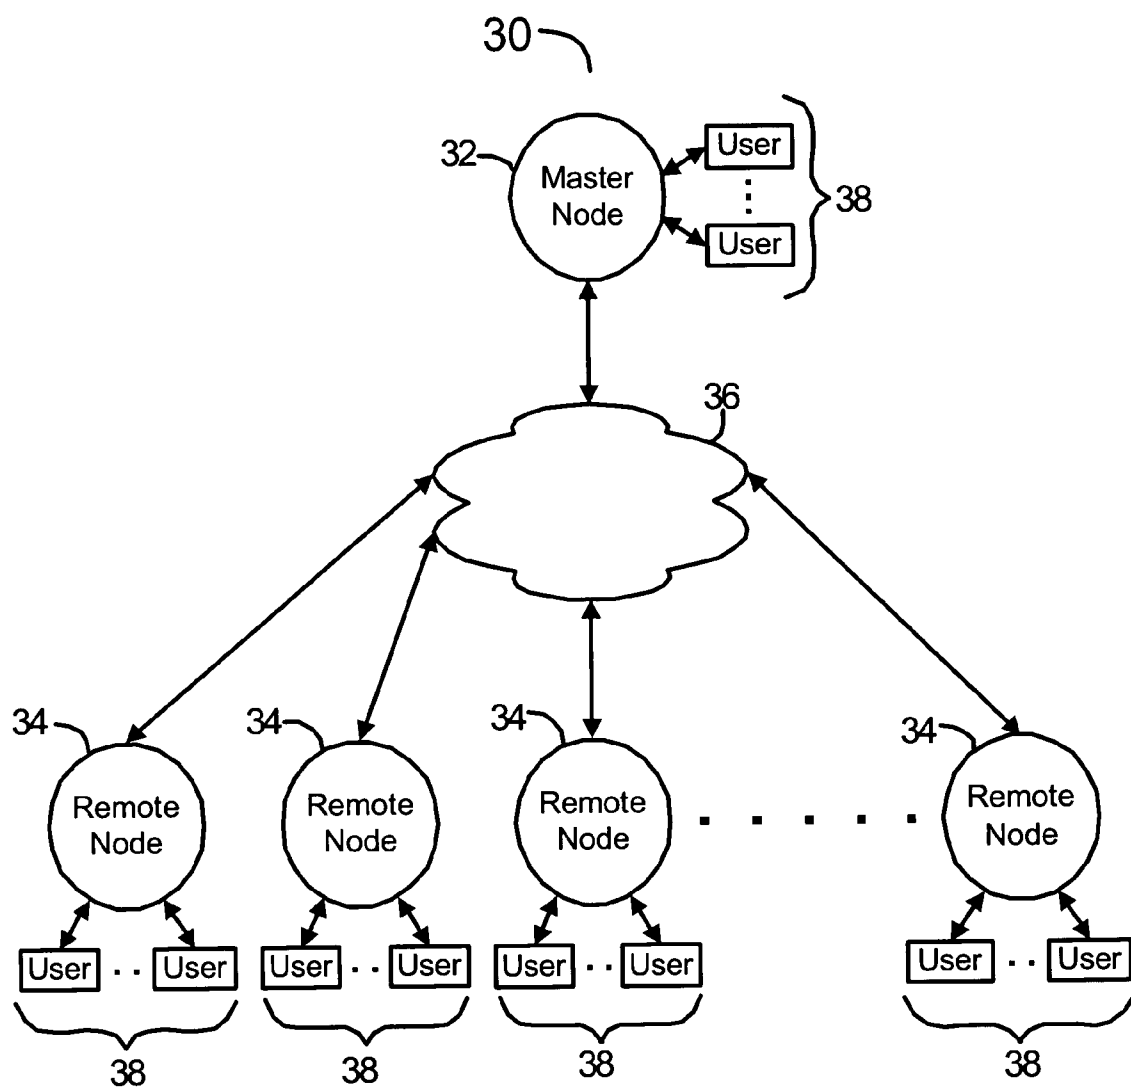 30
32
Master
Node
User
User
38
36
34
34
34
34
Remote
Node
Remote
Node
Remote
Node
Remote
Node
User
User
User
User
User
User
User
User
38
38
38
38